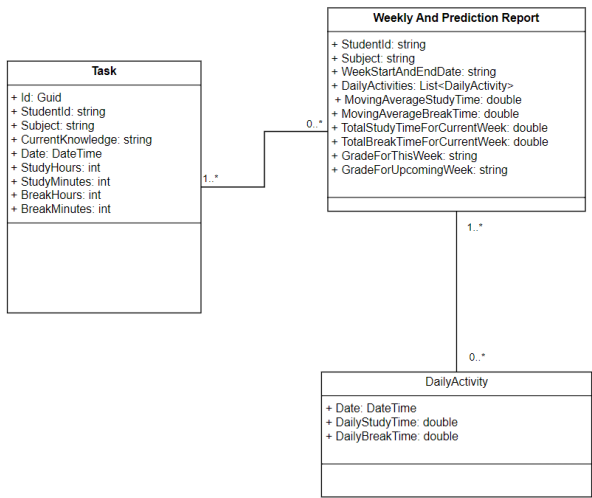 Task
+ Id: Guid
+ StudentId: string
+ Subject: string
+ CurrentKnowledge: string
+ Date: DateTime
+ StudyHours: int
+ StudyMinutes: int
+ BreakHours: int
+ BreakMinutes: int
1..*
0..*
Weekly And Prediction Report
+ StudentId: string
+ Subject: string
+ WeekStartAndEndDate: string
+ DailyActivities: List<DailyActivity>
+ MovingAverageStudyTime: double
+ MovingAverageBreakTime: double
+ TotalStudyTimeForCurrentWeek: double
+ TotalBreakTimeForCurrentWeek: double
+ GradeForThisWeek: string
+ GradeForUpcomingWeek: string
1..*
0..*
DailyActivity
+ Date: DateTime
+ DailyStudyTime: double
+ DailyBreakTime: double